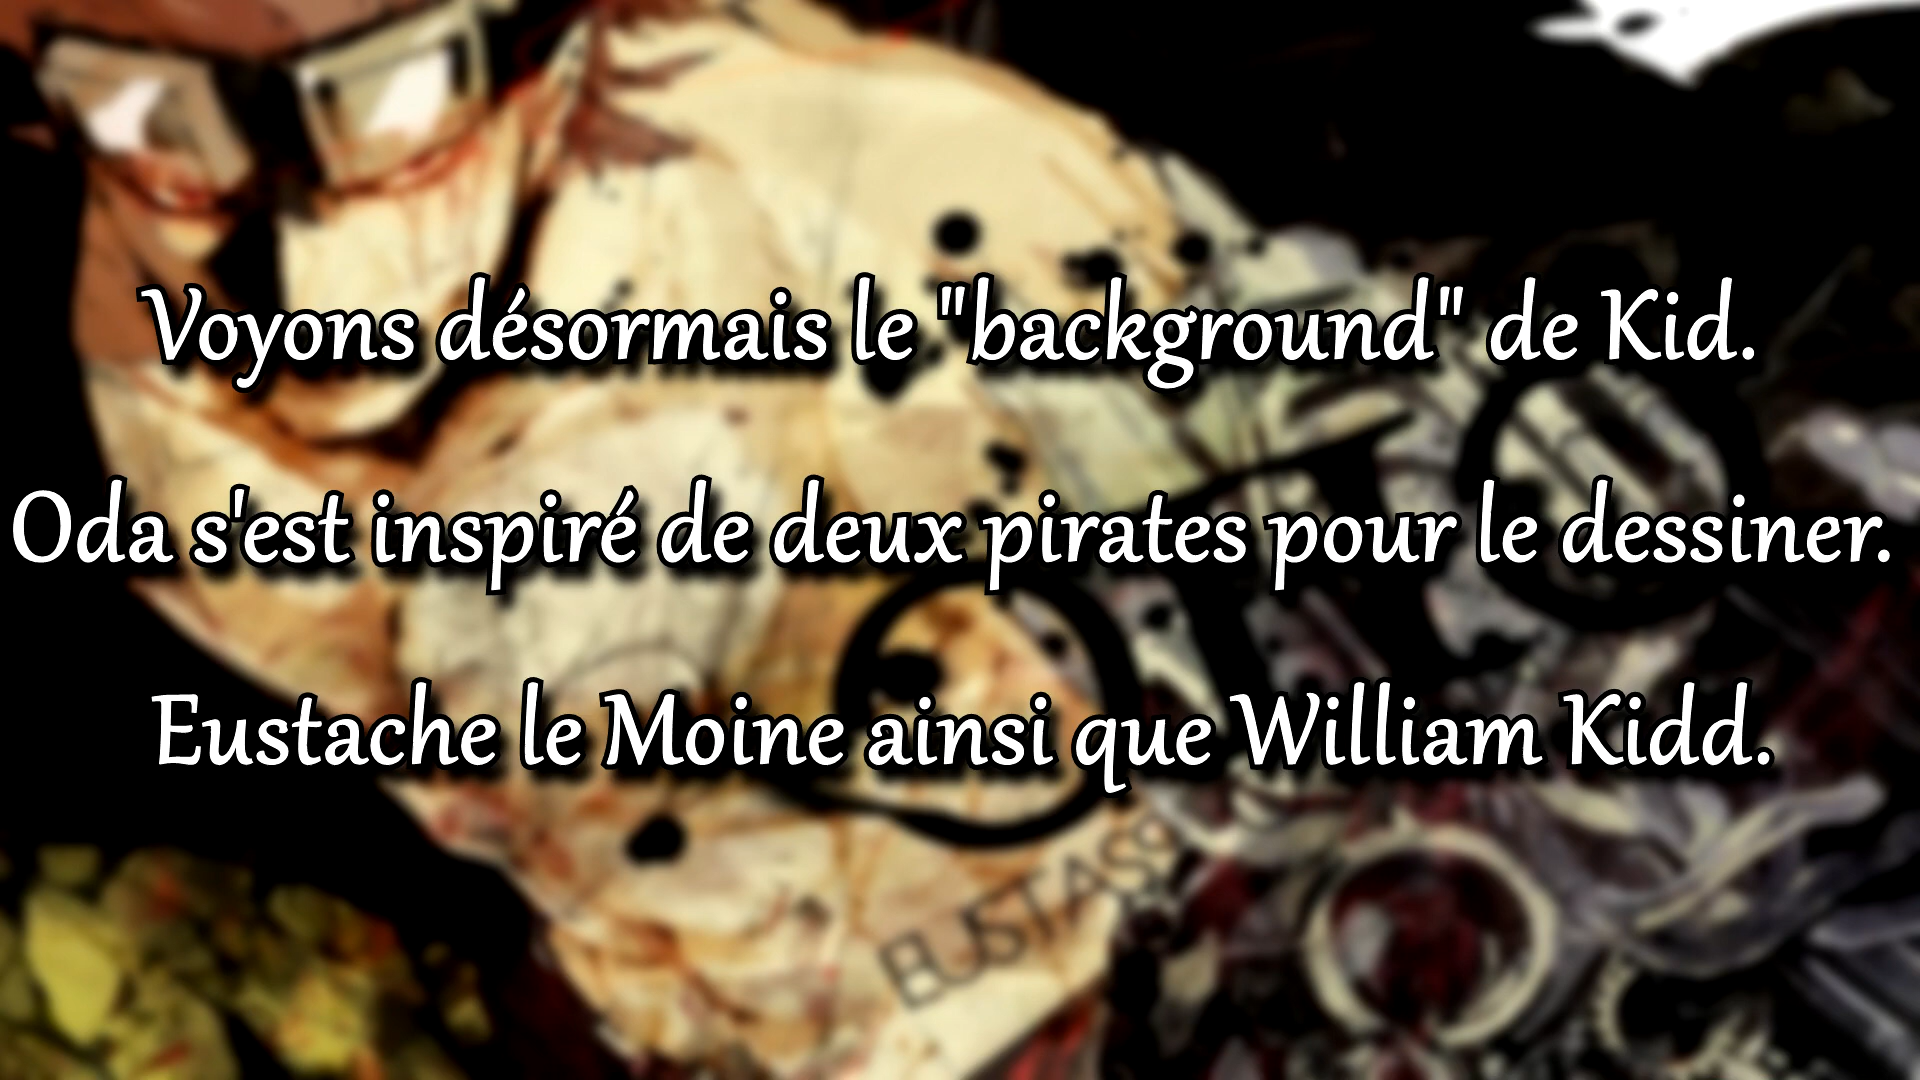 Voyons désormais le "background" de Kid.
Oda s'est inspiré de deux pirates pour le dessiner.
Eustache le Moine ainsi que William Kidd.